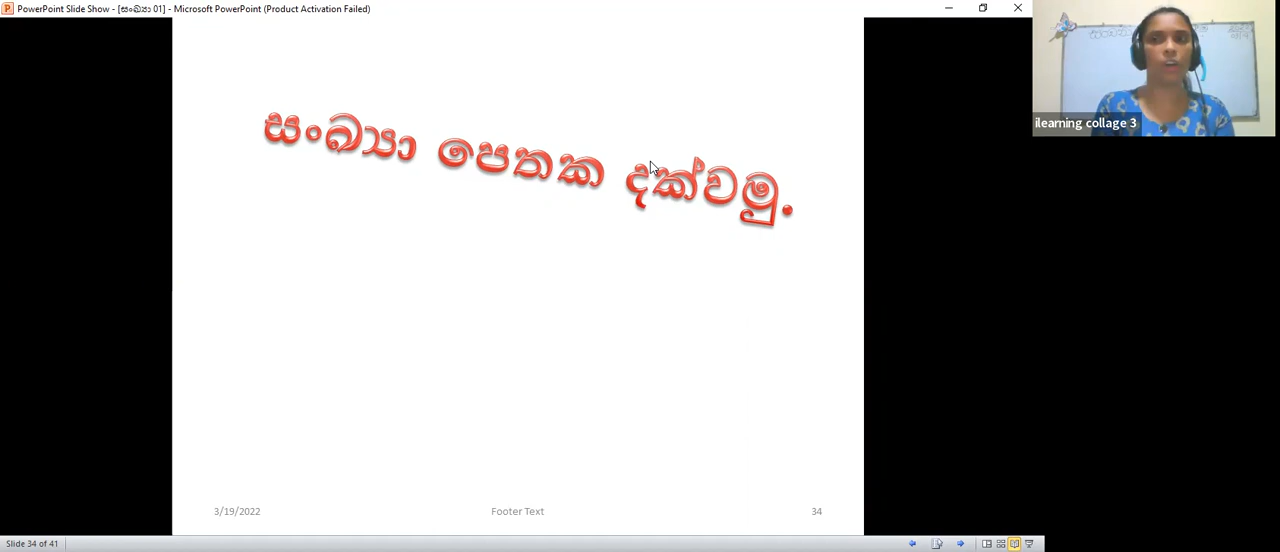 PowerPoint Slide Show - [සංඛ්‍යා 01] - Microsoft PowerPoint (Product Activation Failed)
සංඛ්‍යා පෙතක දක්වමු.
ilearning collage 3
3/19/2022 Footer Text 34
Slide 34 of 41